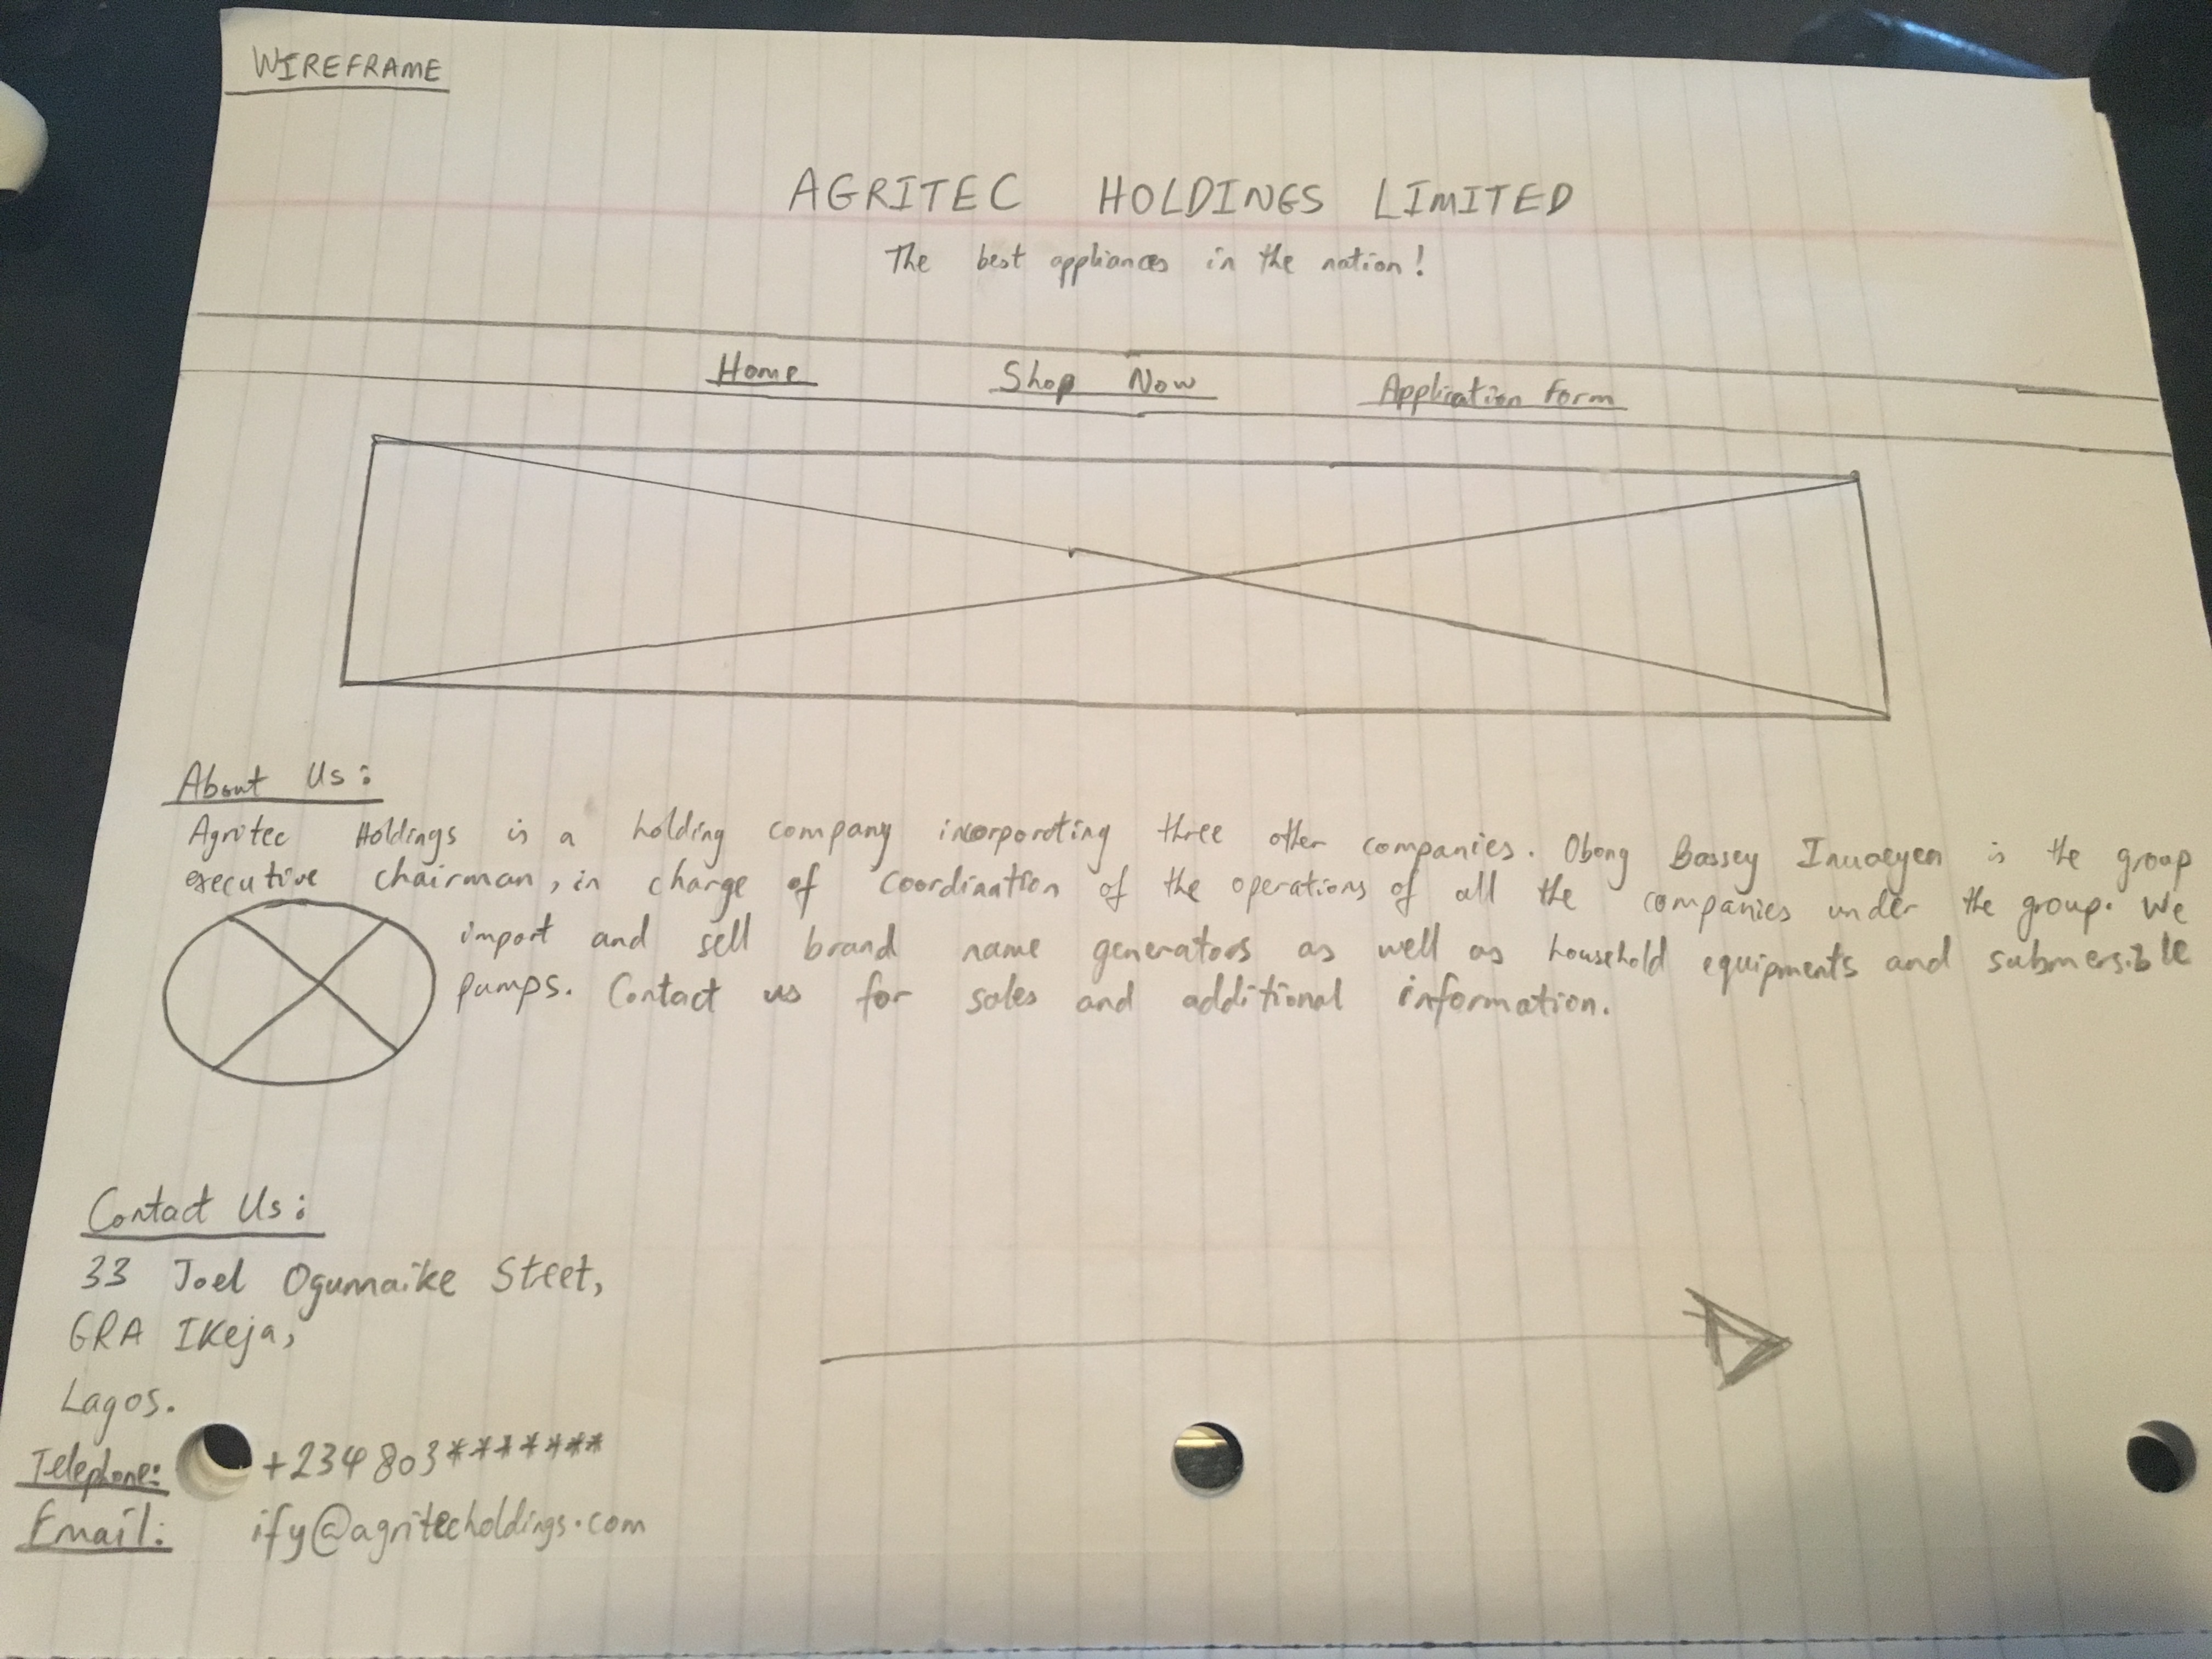 WIREFRAME
AGRITEC HOLDINGS LIMITED
The best appliances in the nation!
Home Shop Now Application Form
About Us:
Agritec Holdings is a holding company incorporating three other companies. Obong Bassey Inuaeyen is the group
executive chairman, in charge of coordination of the operations of all the companies under the group. We
import and sell brand name generators as well as household equipments and submersible
pumps. Contact us for sales and additional information.
Contact Us:
33 Joel Ogunnaike Steet,
GRA IKeja,
Lagos.
Telephone: +234 803*******
Email: ify@agritecholdings.com